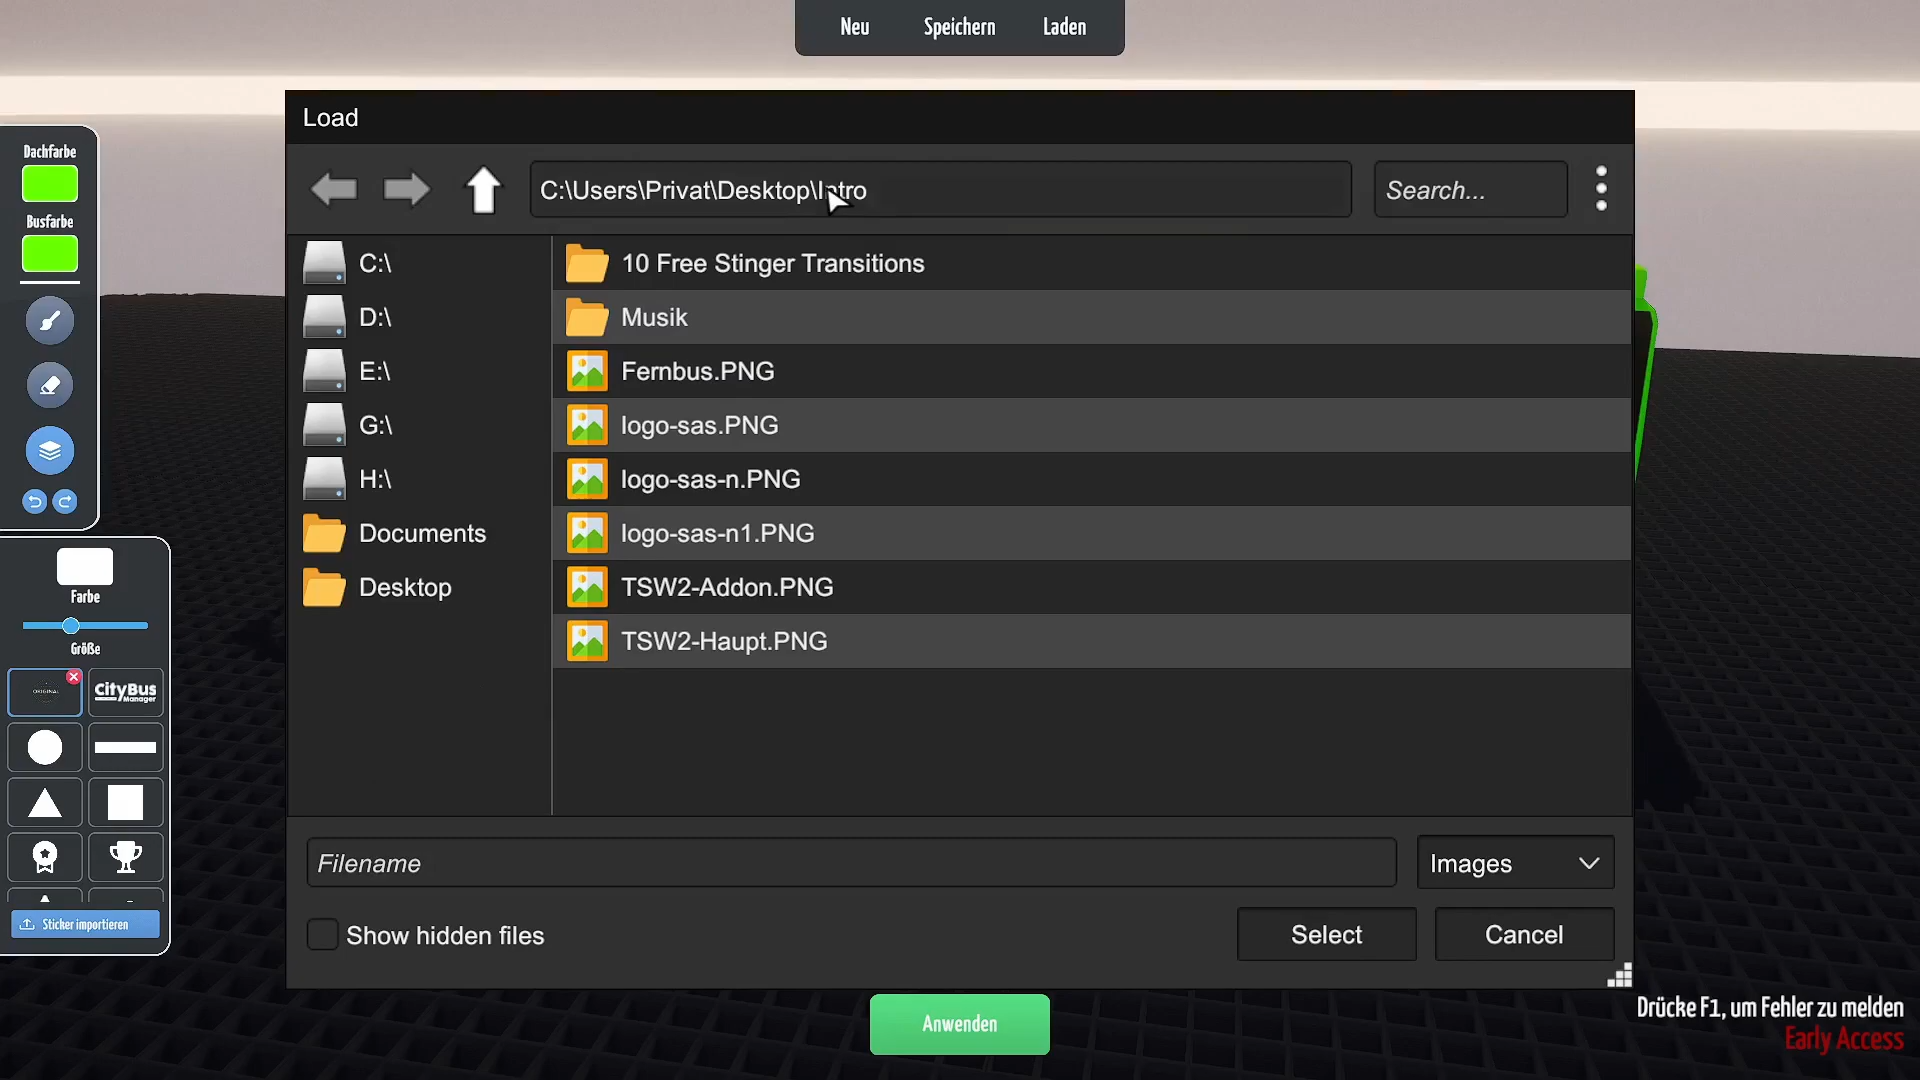 Neu Speichern Laden
Load
C:\Users\Privat\Desktop\Intro
Search...
Dachfarbe
Busfarbe
C:\
D:\
E:\
G:\
H:\
Documents
Desktop
10 Free Stinger Transitions
Musik
Fernbus.PNG
logo-sas.PNG
logo-sas-n.PNG
logo-sas-n1.PNG
TSW2-Addon.PNG
TSW2-Haupt.PNG
Farbe
Größe
ORIGINAL
CityBus
Manager
Sticker importieren
Filename
Images
Show hidden files
Select
Cancel
Anwenden
Drücke F1, um Fehler zu melden
Early Access